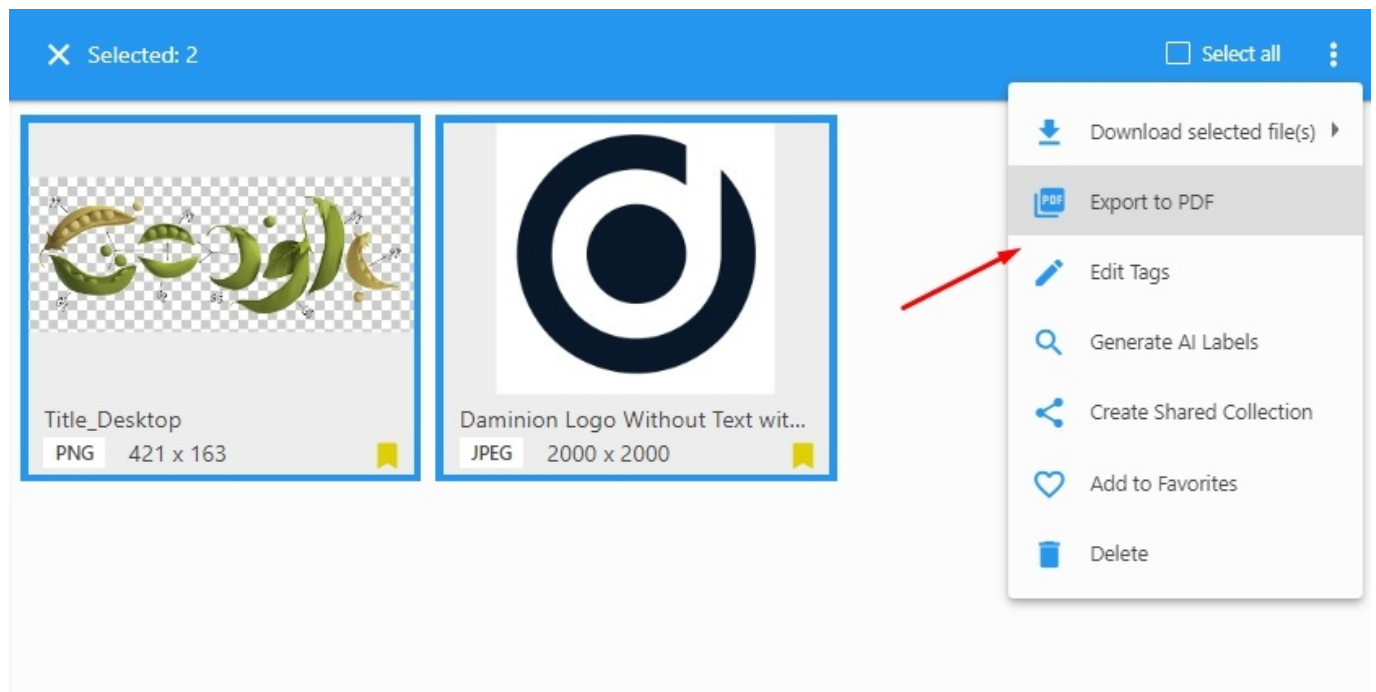 Selected: 2
Select all
Download selected file(s)
Export to PDF
Edit Tags
Generate AI Labels
Create Shared Collection
Add to Favorites
Delete
Title_Desktop
PNG 421 x 163
Daminion Logo Without Text wit...
JPEG 2000 x 2000
PDF